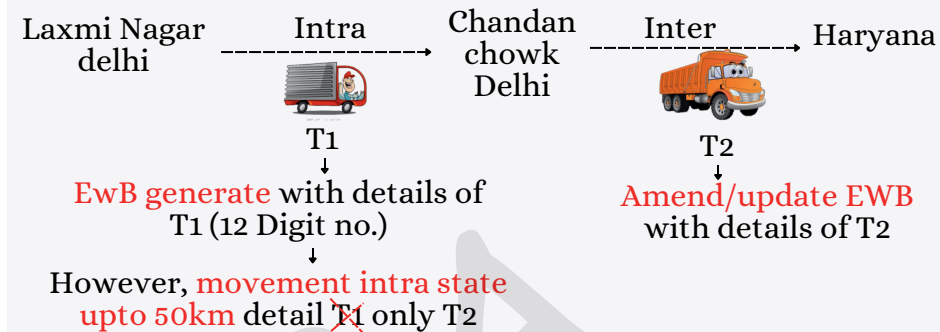 Laxmi Nagar
delhi
Intra
Chandan
chowk
Delhi
Inter
Haryana
T1
T2
EwB generate with details of
T1 (12 Digit no.)
Amend/update EWB
with details of T2
However, movement intra state
upto 50km detail T1 only T2